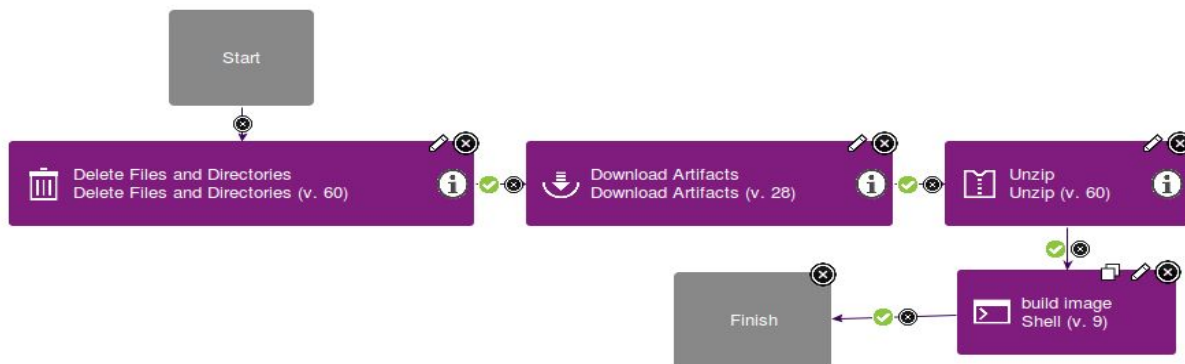 Start
Delete Files and Directories
Delete Files and Directories (v. 60)
Download Artifacts
Download Artifacts (v. 28)
Unzip
Unzip (v. 60)
build image
Shell (v. 9)
Finish